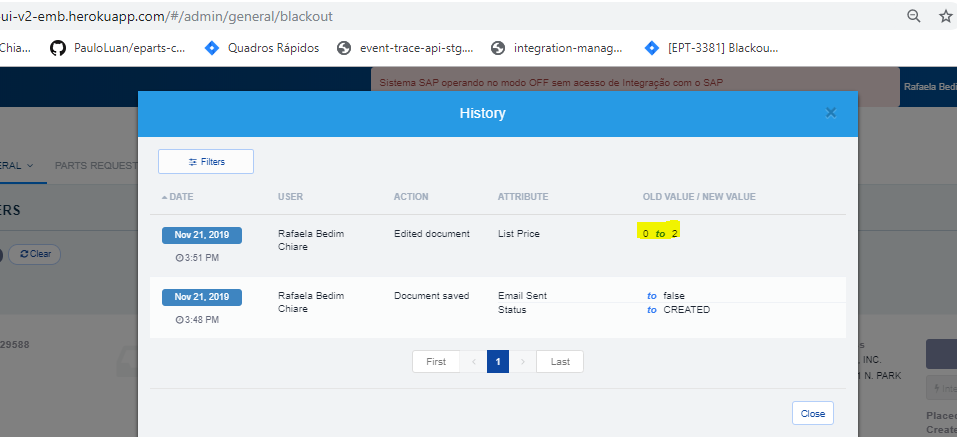 ui-v2-emb.herokuapp.com/#/admin/general/blackout
Chia... PauloLuan/eparts-c... Quadros Rápidos event-trace-api-stg.... integration-manag... [EPT-3381] Blackou...
Sistema SAP operando no modo OFF sem acesso de Integração com o SAP
Rafaela Bedi
History
×
ERAL PARTS REQUEST
Filters
DATE USER ACTION ATTRIBUTE OLD VALUE / NEW VALUE
ERS
Nov 21, 2019 Rafaela Bedim Edited document List Price 0 to 2
Chiare
3:51 PM
Clear
Nov 21, 2019 Rafaela Bedim Document saved Email Sent to false
Chiare Status to CREATED
3:48 PM
29588
First ‹ 1 › Last
, INC.
1 N. PARK
Inte
Close
Placed
Create